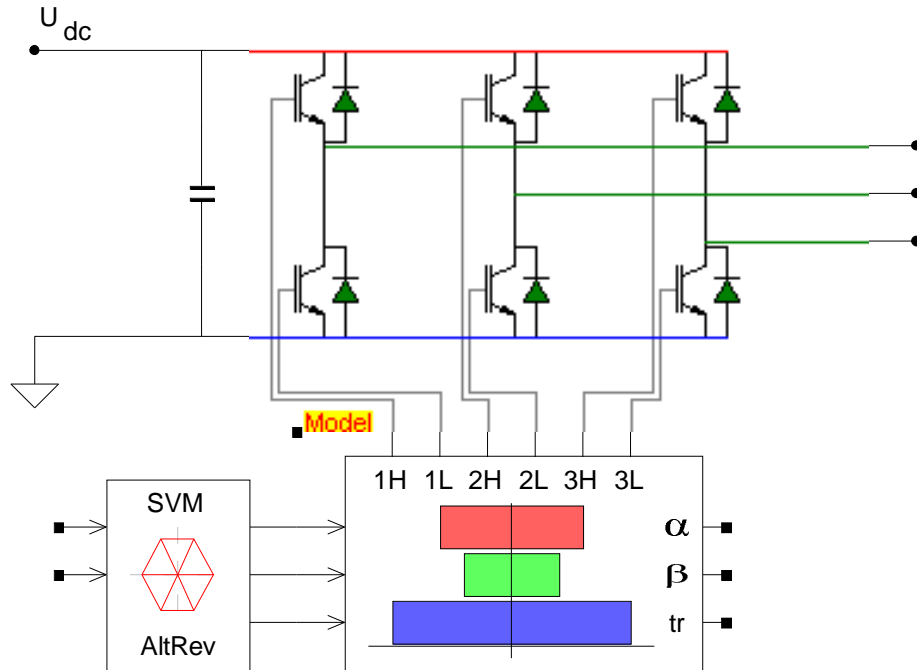 U dc
Model
1H 1L 2H 2L 3H 3L
SVM
α
β
AltRev
tr